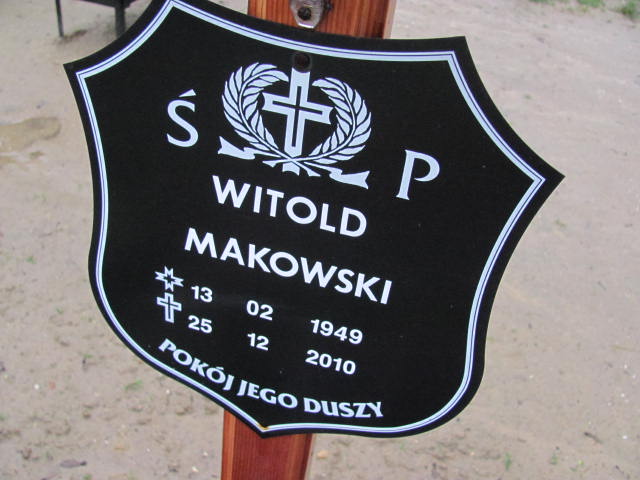 Ś P
WITOLD
MAKOWSKI
13 02 1949
25 12 2010
POKÓJ JEGO DUSZY